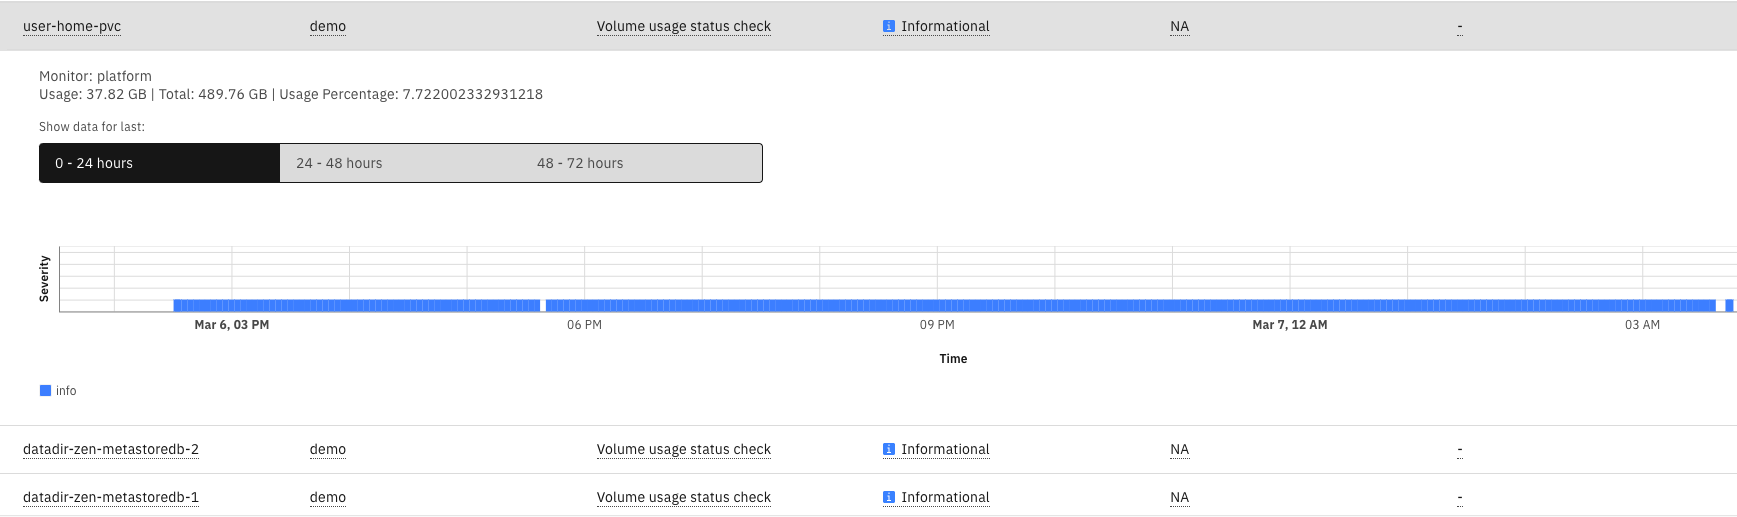 user-home-pvc demo Volume usage status check i Informational NA -
Monitor: platform
Usage: 37.82 GB | Total: 489.76 GB | Usage Percentage: 7.722002332931218
Show data for last:
0 - 24 hours 24 - 48 hours 48 - 72 hours
Severity
Mar 6, 03 PM 06 PM 09 PM Mar 7, 12 AM 03 AM
Time
info
datadir-zen-metastoredb-2 demo Volume usage status check i Informational NA -
datadir-zen-metastoredb-1 demo Volume usage status check i Informational NA -